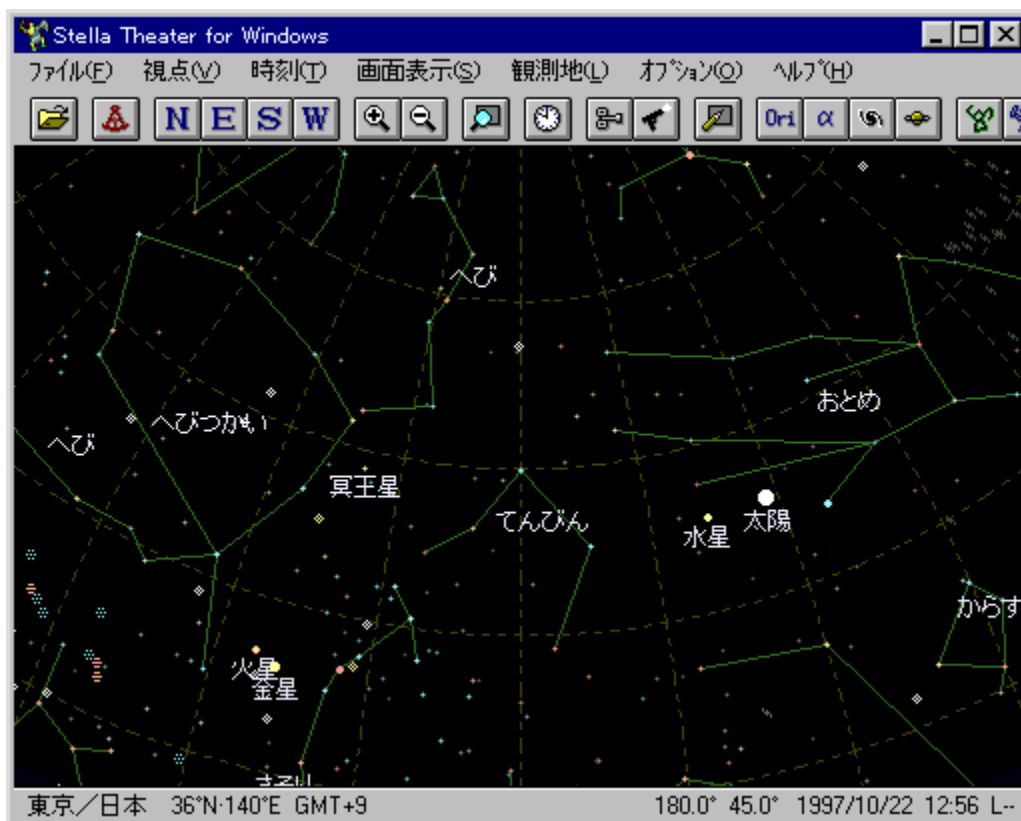 Stella Theater for Windows
ﾌｧｲﾙ(F) 視点(V) 時刻(T) 画面表示(S) 観測地(L) ｵﾌﾟｼｮﾝ(O) ﾍﾙﾌﾟ(H)
N E S W Ori α
へび
おとめ
へびつかい
へび
冥王星
てんびん
太陽
水星
からす
火星
金星
さそり
東京／日本 36°N･140°E GMT+9 180.0° 45.0° 1997/10/22 12:56 L--